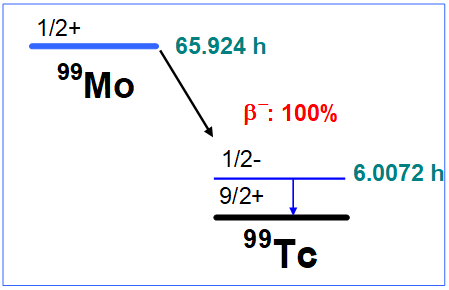 1/2+
65.924 h
99Mo
β−: 100%
1/2-
6.0072 h
9/2+
99Tc